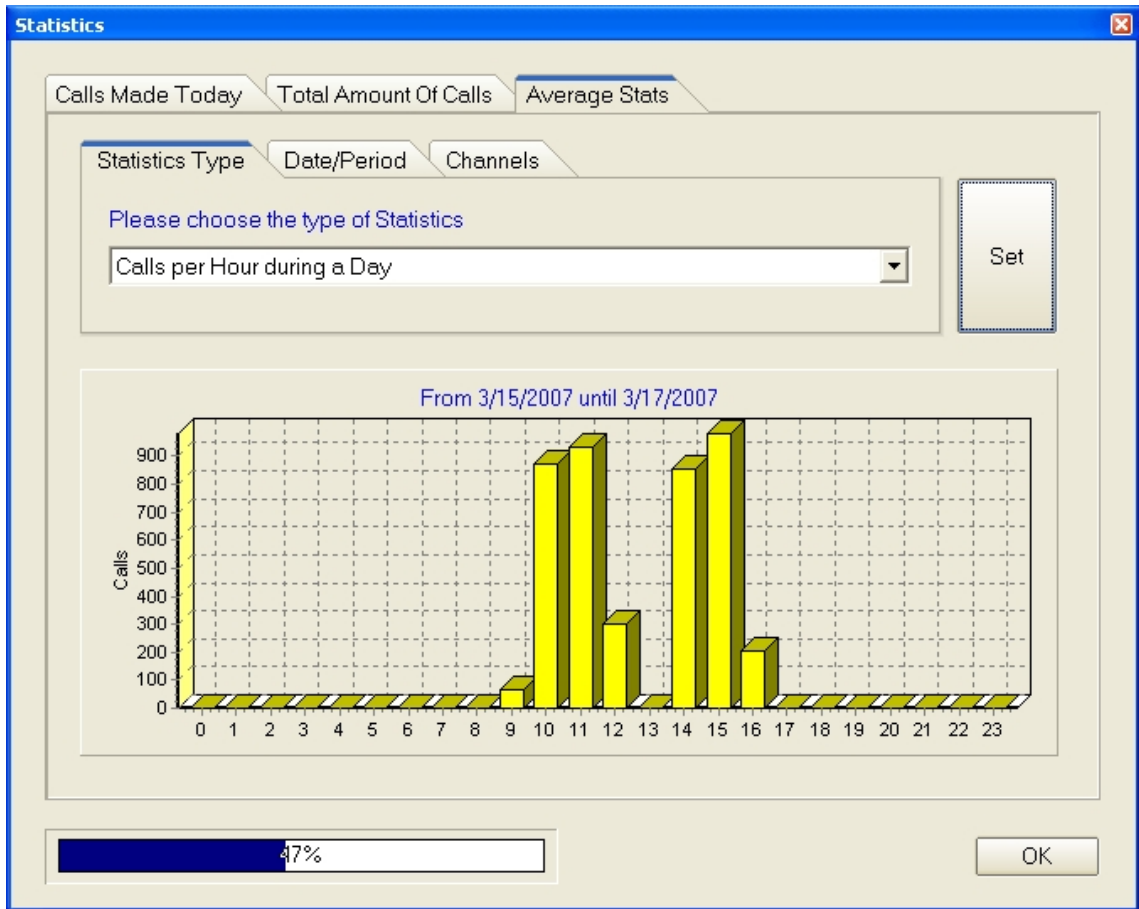 Statistics
Calls Made Today
Total Amount Of Calls
Average Stats
Statistics Type
Date/Period
Channels
Please choose the type of Statistics
Calls per Hour during a Day
Set
From 3/15/2007 until 3/17/2007
Calls
900
800
700
600
500
400
300
200
100
0
0 1 2 3 4 5 6 7 8 9 10 11 12 13 14 15 16 17 18 19 20 21 22 23
47%
OK